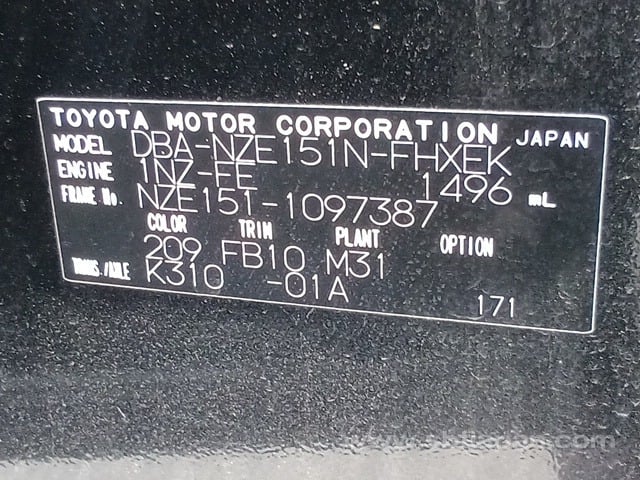 TOYOTA MOTOR CORPORATION JAPAN
MODEL DBA-NZE151N-FHXEK
ENGINE 1NZ-FE 1496 mL
FRAME No. NZE151-1097387
COLOR TRIM PLANT OPTION
209 FB10 M31
TRANS./AXLE K310 -01A
171